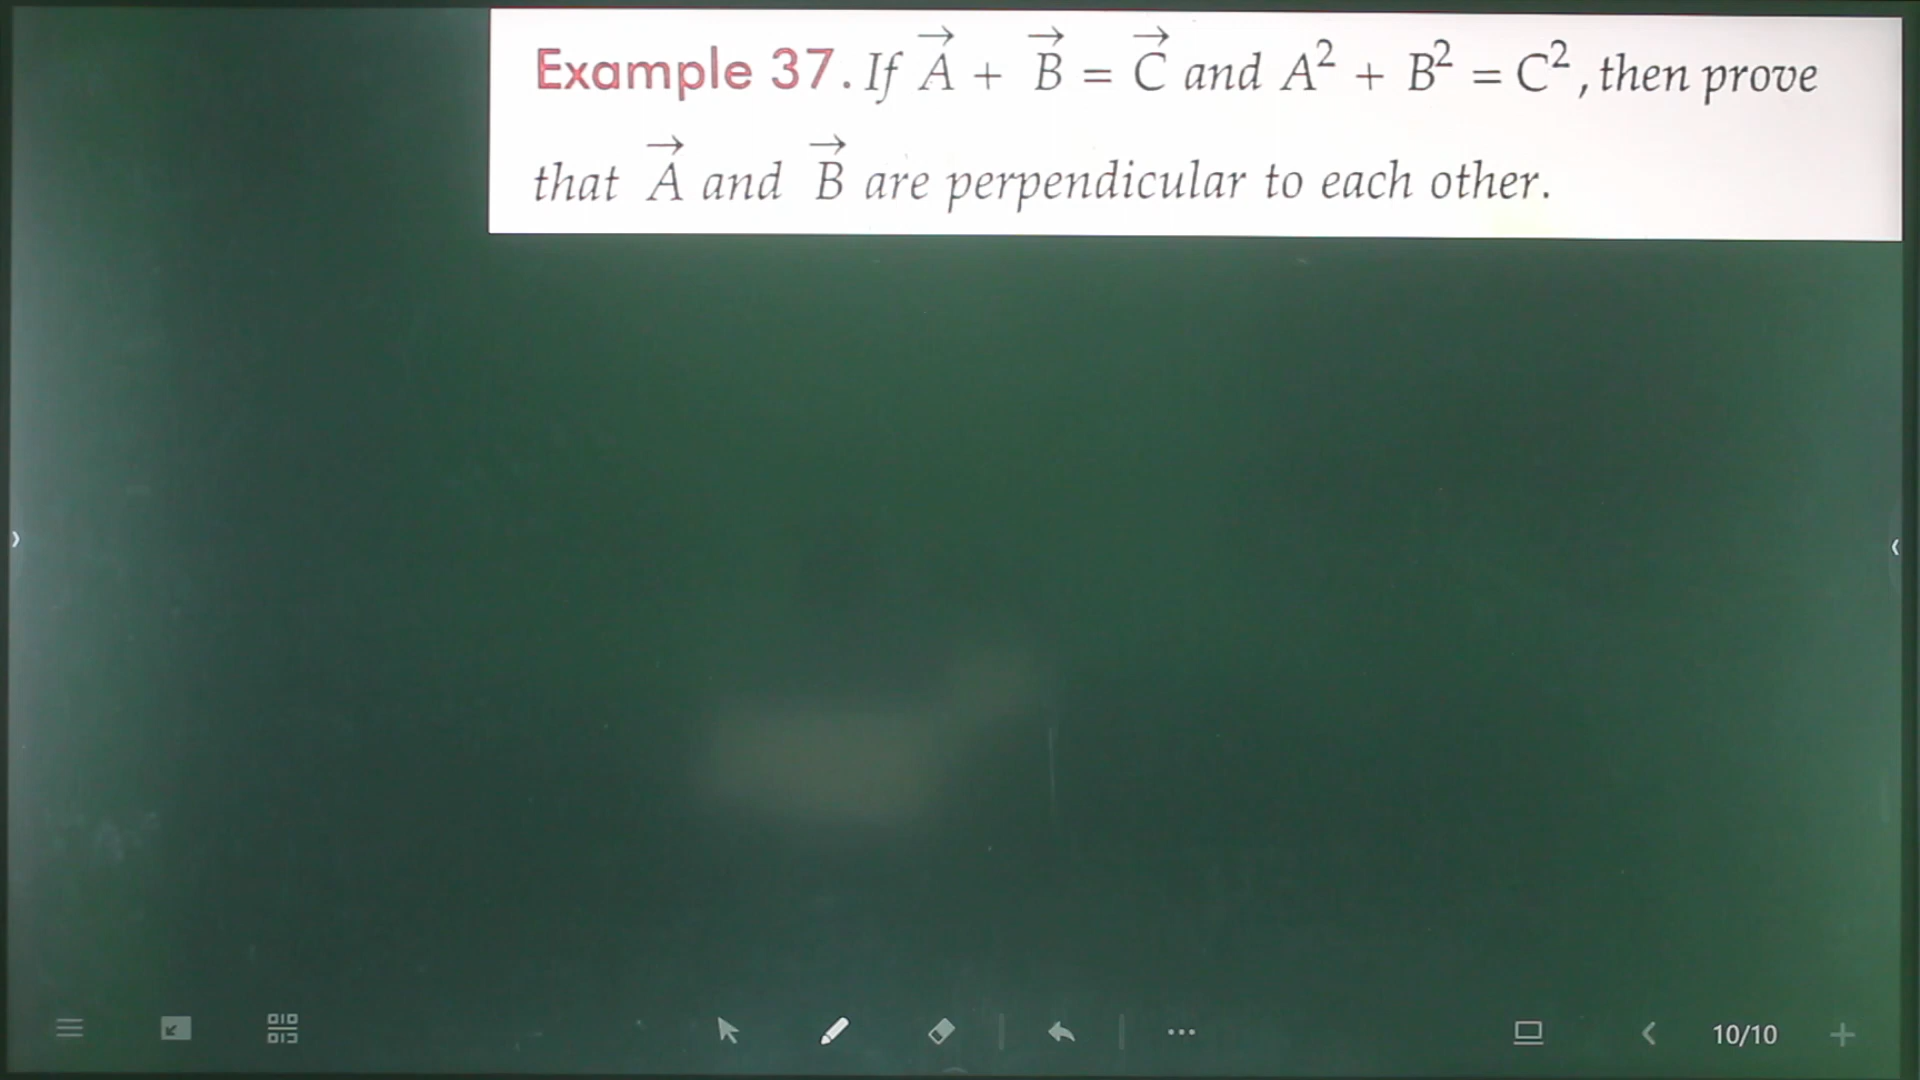 Example 37. If A⃗ + B⃗ = C⃗ and A² + B² = C², then prove
that A⃗ and B⃗ are perpendicular to each other.
10/10